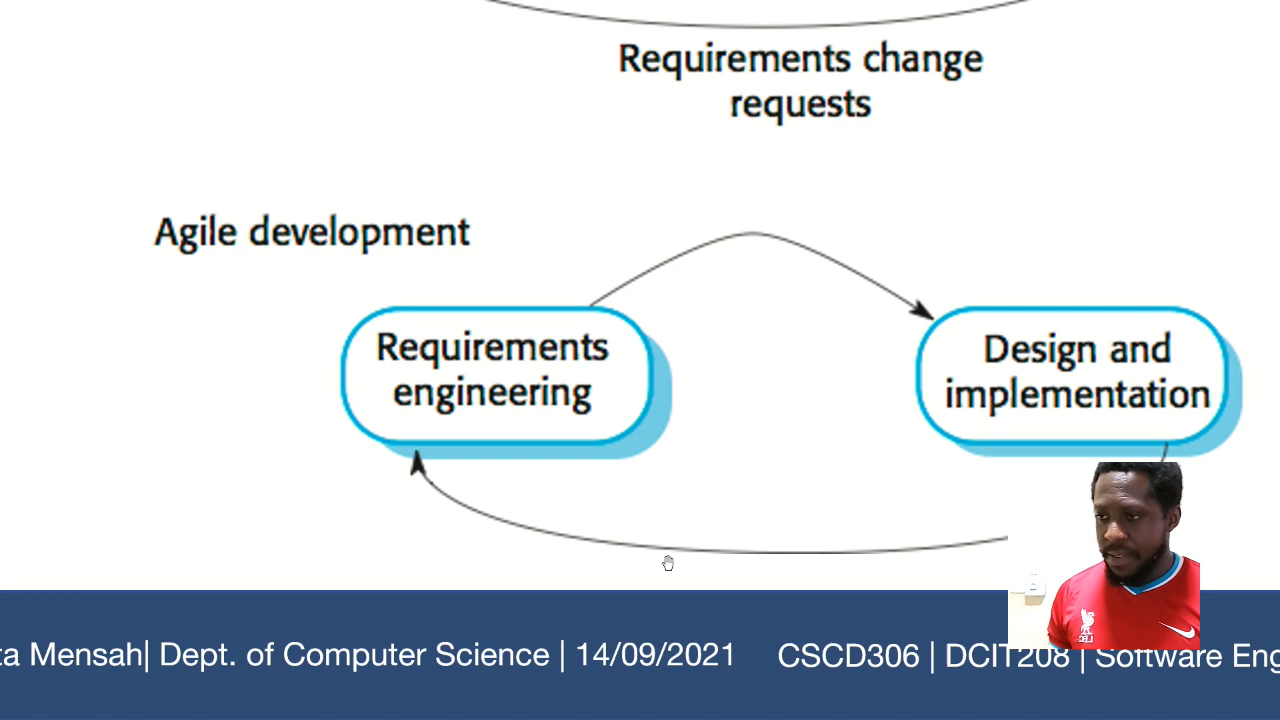 Requirements change
requests
Agile development
Requirements
engineering
Design and
implementation
ta Mensah| Dept. of Computer Science | 14/09/2021 CSCD306 | DCIT208 | Software Eng